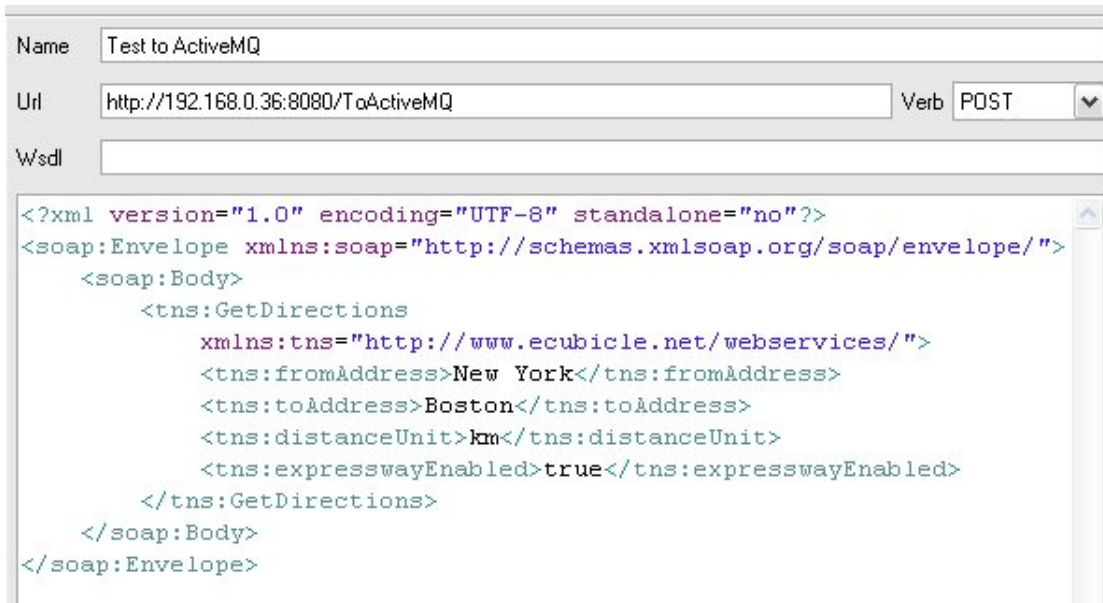 Name Test to ActiveMQ
Url http://192.168.0.36:8080/ToActiveMQ Verb POST
Wsdl
<?xml version="1.0" encoding="UTF-8" standalone="no"?>
<soap:Envelope xmlns:soap="http://schemas.xmlsoap.org/soap/envelope/">
    <soap:Body>
        <tns:GetDirections
            xmlns:tns="http://www.ecubicle.net/webservices/">
            <tns:fromAddress>New York</tns:fromAddress>
            <tns:toAddress>Boston</tns:toAddress>
            <tns:distanceUnit>km</tns:distanceUnit>
            <tns:expresswayEnabled>true</tns:expresswayEnabled>
        </tns:GetDirections>
    </soap:Body>
</soap:Envelope>